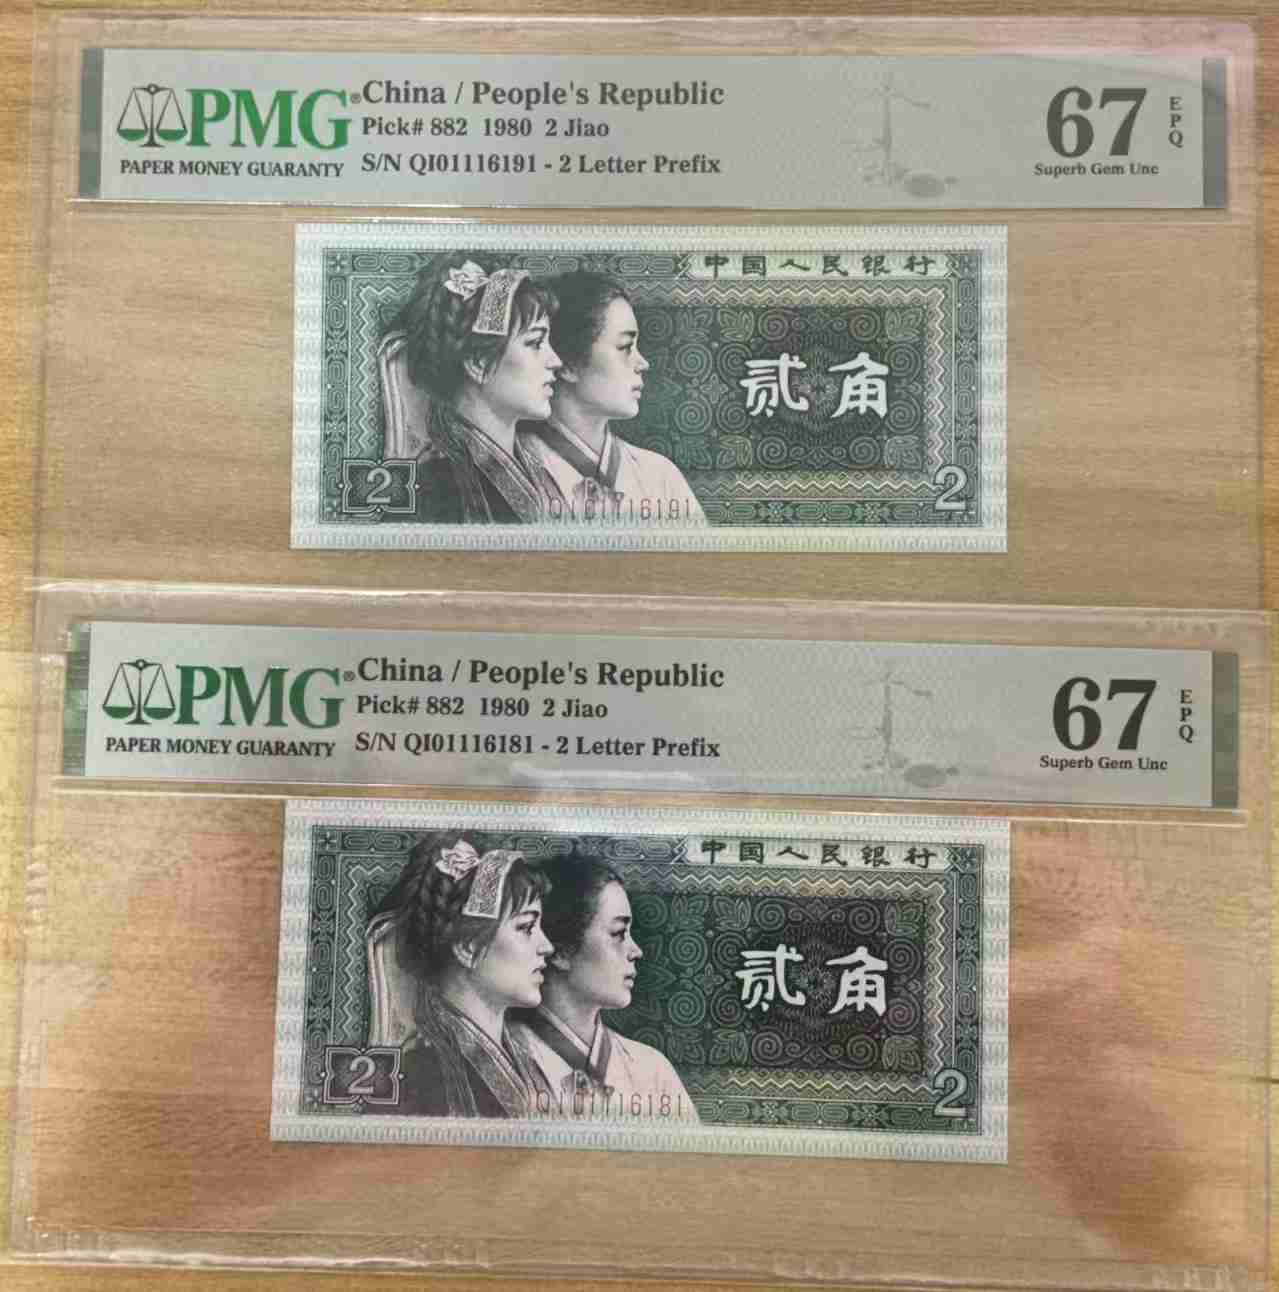 PMG®
PAPER MONEY GUARANTY
China / People's Republic
Pick# 882 1980 2 Jiao
S/N QI01116191 - 2 Letter Prefix
67
EPQ
Superb Gem Unc
中国人民银行
贰角
2
2
QI01116191
PMG®
PAPER MONEY GUARANTY
China / People's Republic
Pick# 882 1980 2 Jiao
S/N QI01116181 - 2 Letter Prefix
67
EPQ
Superb Gem Unc
中国人民银行
贰角
2
2
QI01116181